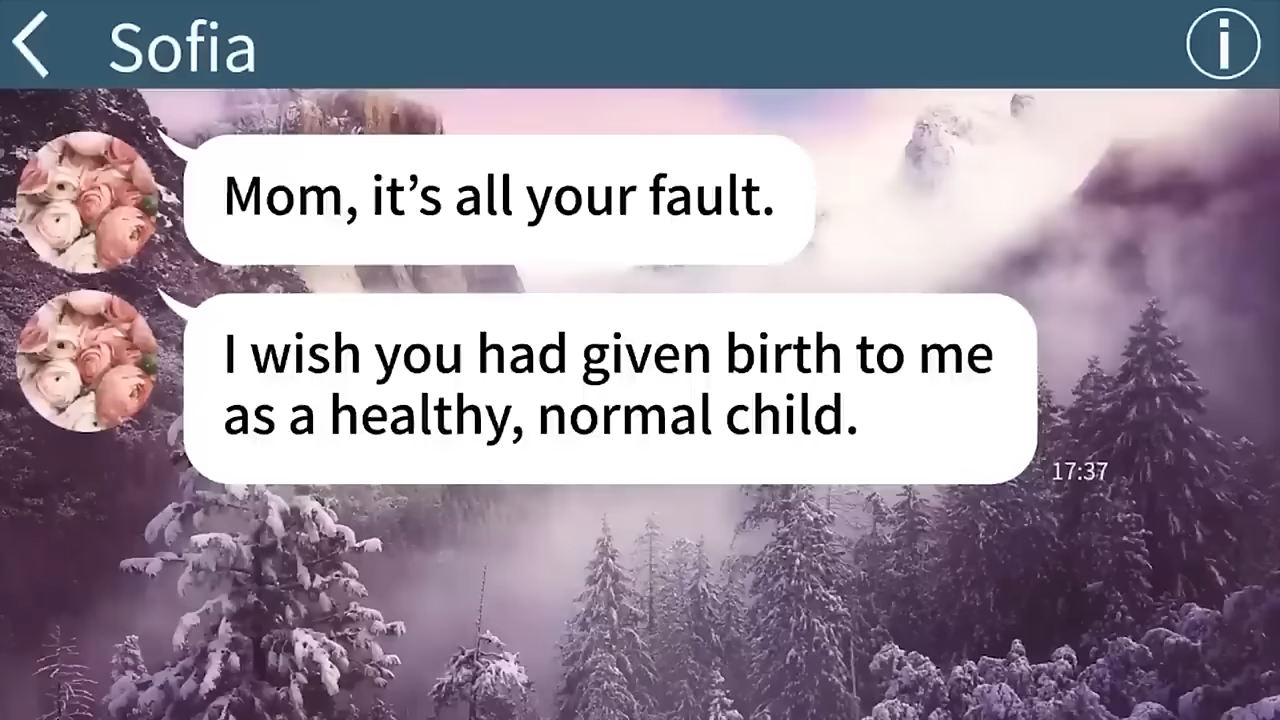 Sofia
Mom, it’s all your fault.
I wish you had given birth to me
as a healthy, normal child.
17:37